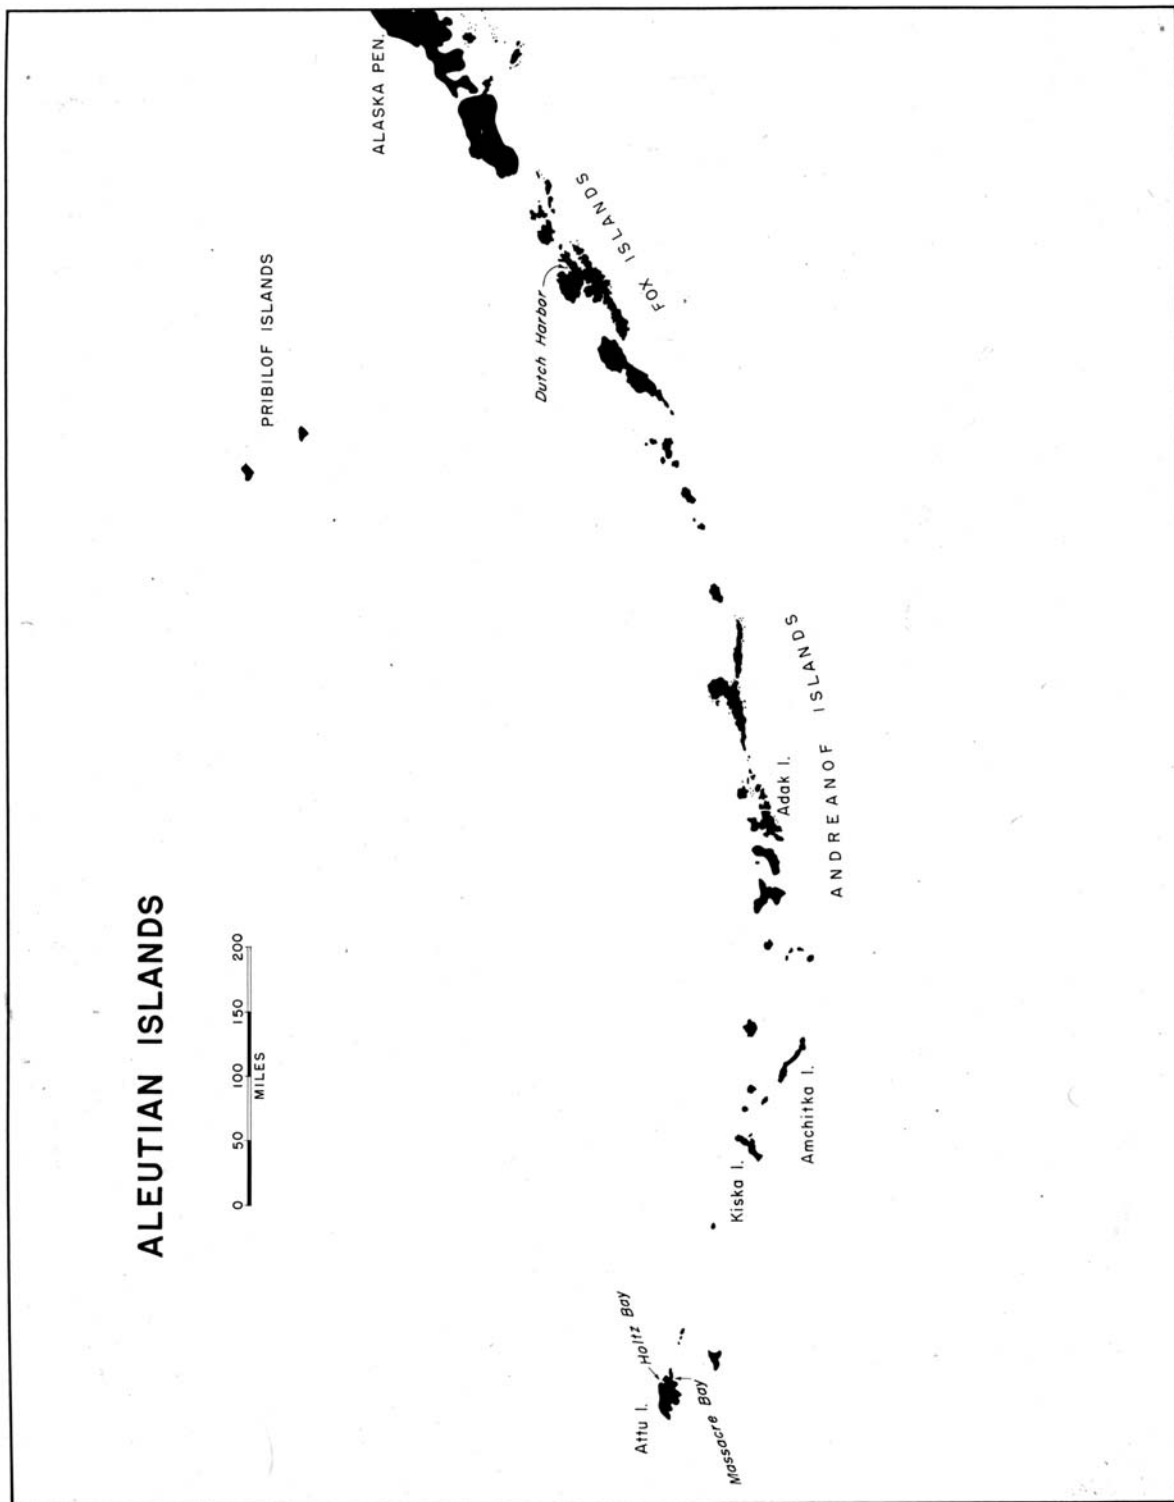 ALEUTIAN ISLANDS
0 50 100 150 200
MILES
PRIBILOF ISLANDS
ALASKA PEN.
Dutch Harbor
FOX ISLANDS
Attu I.
Holtz Bay
Massacre Bay
Kiska I.
Amchitka I.
Adak I.
ANDREANOF ISLANDS